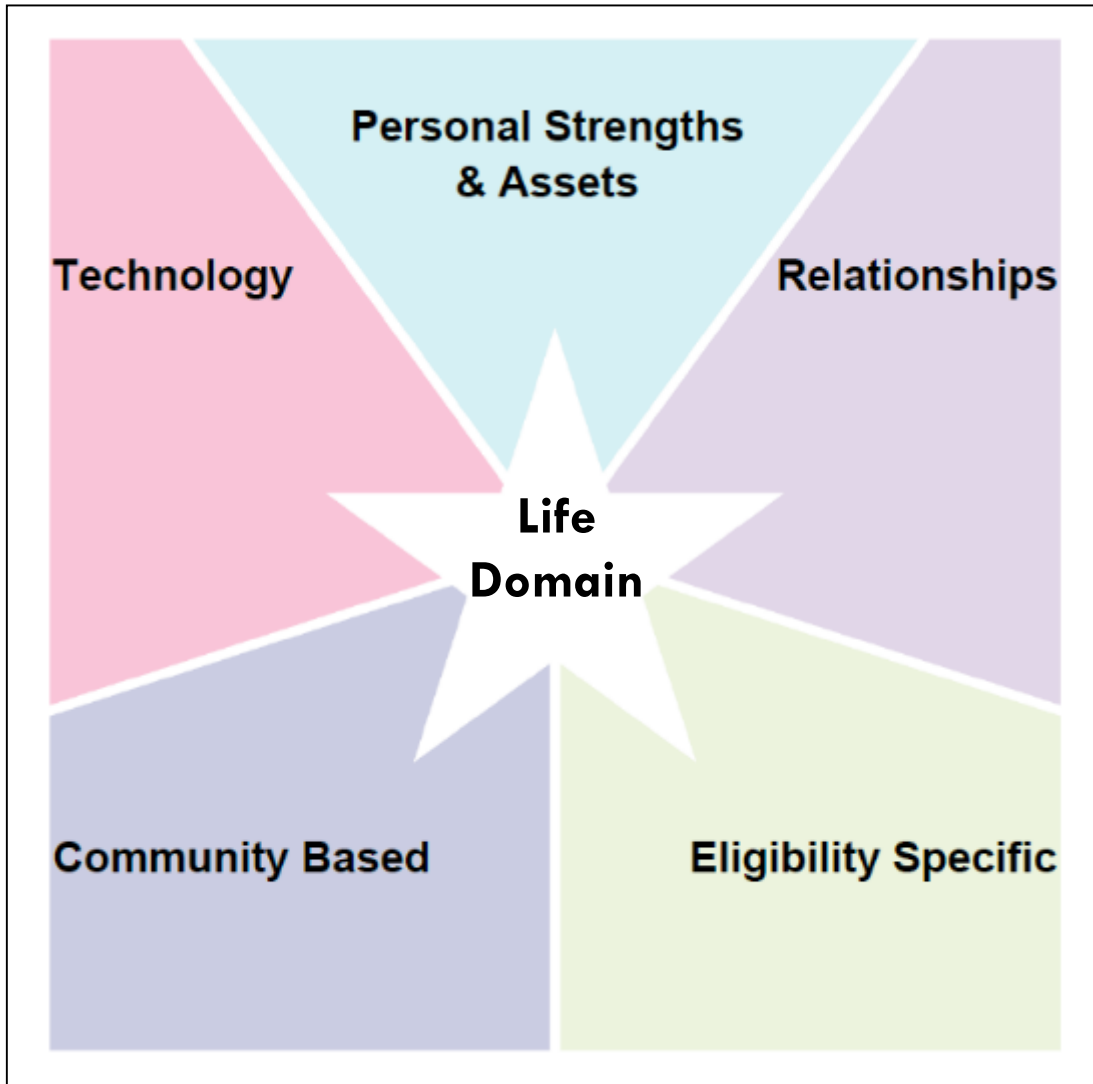 Personal Strengths
& Assets
Technology
Relationships
Life
Domain
Community Based
Eligibility Specific